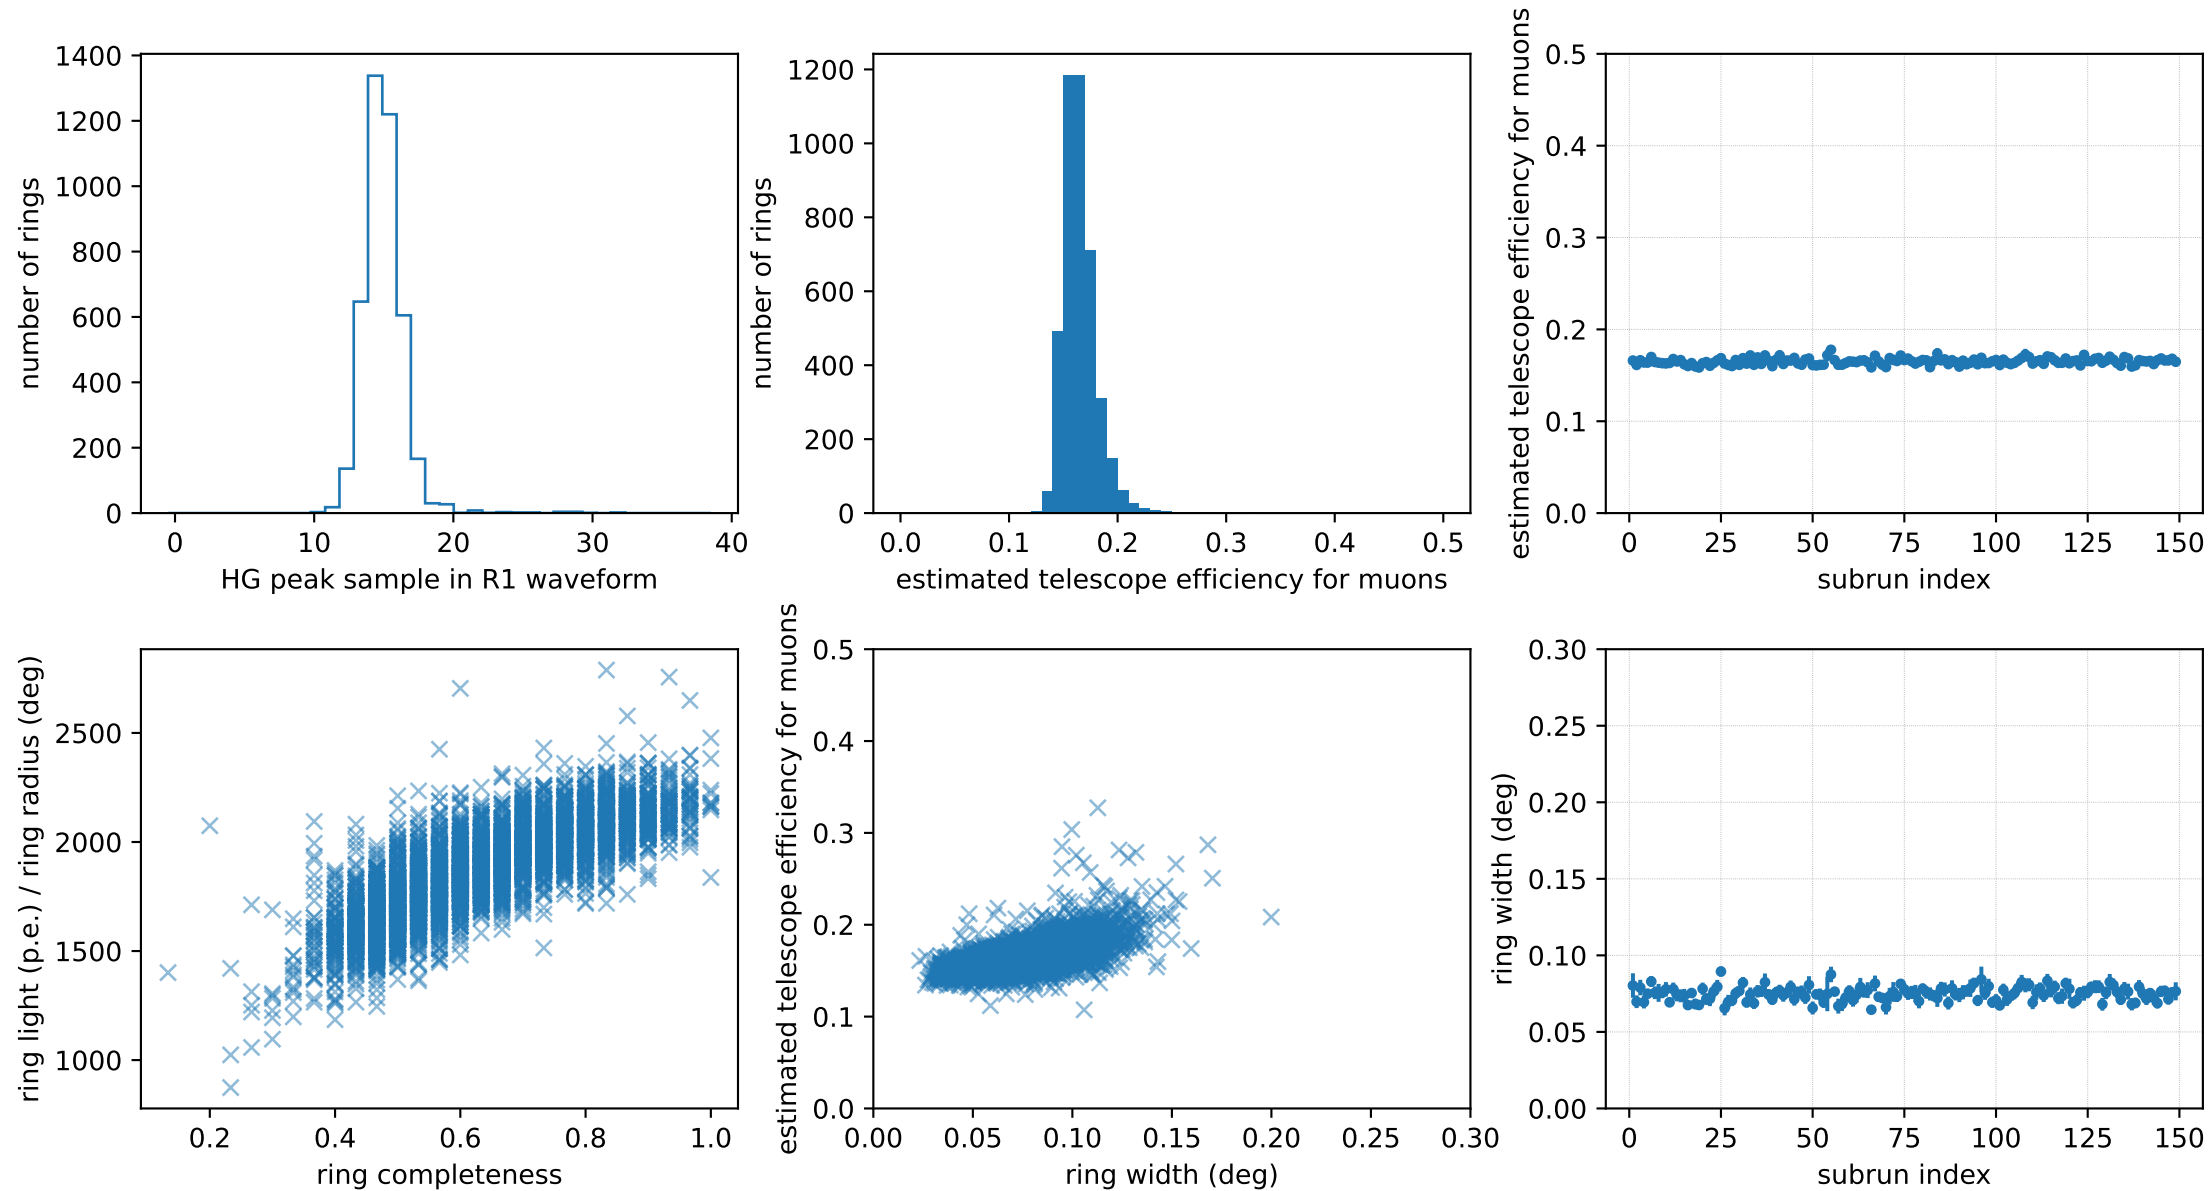 1400
1200
1000
800
600
400
200
0
number of rings
0 10 20 30 40
HG peak sample in R1 waveform
1200
1000
800
600
400
200
0
number of rings
0.0 0.1 0.2 0.3 0.4 0.5
estimated telescope efficiency for muons
0.5
0.4
0.3
0.2
0.1
0.0
estimated telescope efficiency for muons
0 25 50 75 100 125 150
subrun index
2500
2000
1500
1000
ring light (p.e.) / ring radius (deg)
0.2 0.4 0.6 0.8 1.0
ring completeness
0.5
0.4
0.3
0.2
0.1
0.0
estimated telescope efficiency for muons
0.00 0.05 0.10 0.15 0.20 0.25 0.30
ring width (deg)
0.30
0.25
0.20
0.15
0.10
0.05
0.00
ring width (deg)
0 25 50 75 100 125 150
subrun index